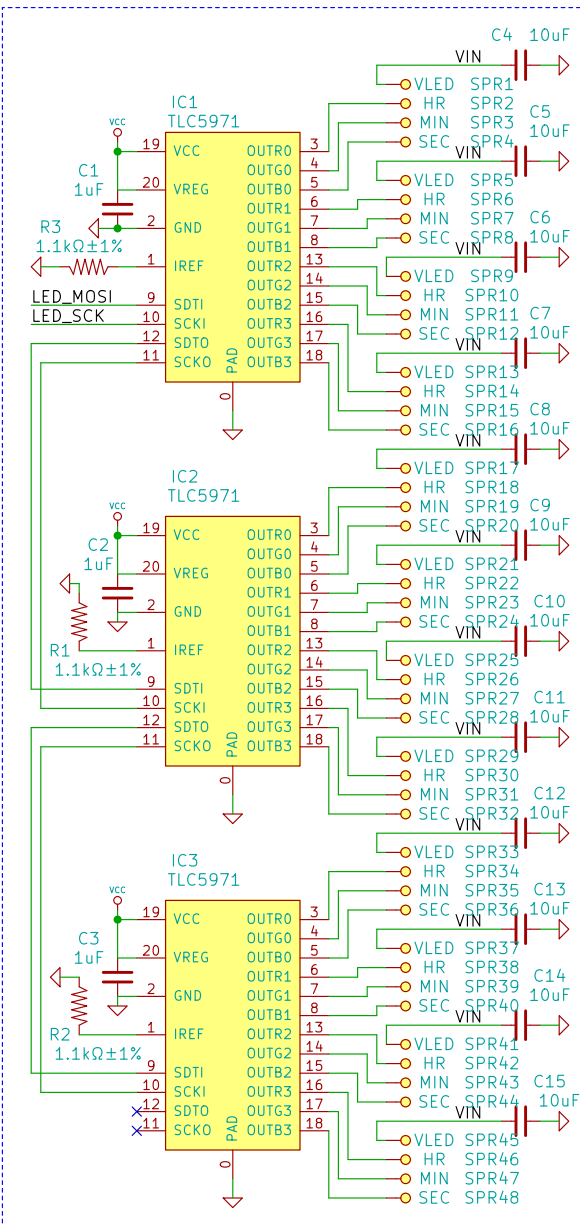 C4 10uF
VIN
VLED SPR1
HR SPR2
MIN SPR3
SEC SPR4
IC1
TLC5971
vcc
19 VCC OUTR0 3
OUTG0 4
20 VREG OUTB0 5
OUTR1 6
2 GND OUTG1 7
OUTB1 8
1 IREF OUTR2 13
OUTG2 14
9 SDTI OUTB2 15
10 SCKI OUTR3 16
12 SDTO OUTG3 17
11 SCKO OUTB3 18
PAD
0
C1
1uF
R3
1.1kΩ±1%
LED_MOSI
LED_SCK
C5
10uF
VIN
VLED SPR5
HR SPR6
MIN SPR7
SEC SPR8
C6
10uF
VIN
VLED SPR9
HR SPR10
MIN SPR11
SEC SPR12
C7
10uF
VIN
VLED SPR13
HR SPR14
MIN SPR15
SEC SPR16
C8
10uF
VIN
VLED SPR17
HR SPR18
MIN SPR19
SEC SPR20
IC2
TLC5971
vcc
19 VCC OUTR0 3
OUTG0 4
20 VREG OUTB0 5
OUTR1 6
2 GND OUTG1 7
OUTB1 8
1 IREF OUTR2 13
OUTG2 14
9 SDTI OUTB2 15
10 SCKI OUTR3 16
12 SDTO OUTG3 17
11 SCKO OUTB3 18
PAD
0
C2
1uF
R1
1.1kΩ±1%
C9
10uF
VIN
VLED SPR21
HR SPR22
MIN SPR23
SEC SPR24
C10
10uF
VIN
VLED SPR25
HR SPR26
MIN SPR27
SEC SPR28
C11
10uF
VIN
VLED SPR29
HR SPR30
MIN SPR31
SEC SPR32
C12
10uF
VIN
VLED SPR33
HR SPR34
MIN SPR35
SEC SPR36
IC3
TLC5971
vcc
19 VCC OUTR0 3
OUTG0 4
20 VREG OUTB0 5
OUTR1 6
2 GND OUTG1 7
OUTB1 8
1 IREF OUTR2 13
OUTG2 14
9 SDTI OUTB2 15
10 SCKI OUTR3 16
12 SDTO OUTG3 17
11 SCKO OUTB3 18
PAD
0
C3
1uF
R2
1.1kΩ±1%
C13
10uF
VIN
VLED SPR37
HR SPR38
MIN SPR39
SEC SPR40
C14
10uF
VIN
VLED SPR41
HR SPR42
MIN SPR43
SEC SPR44
C15
10uF
VIN
VLED SPR45
HR SPR46
MIN SPR47
SEC SPR48